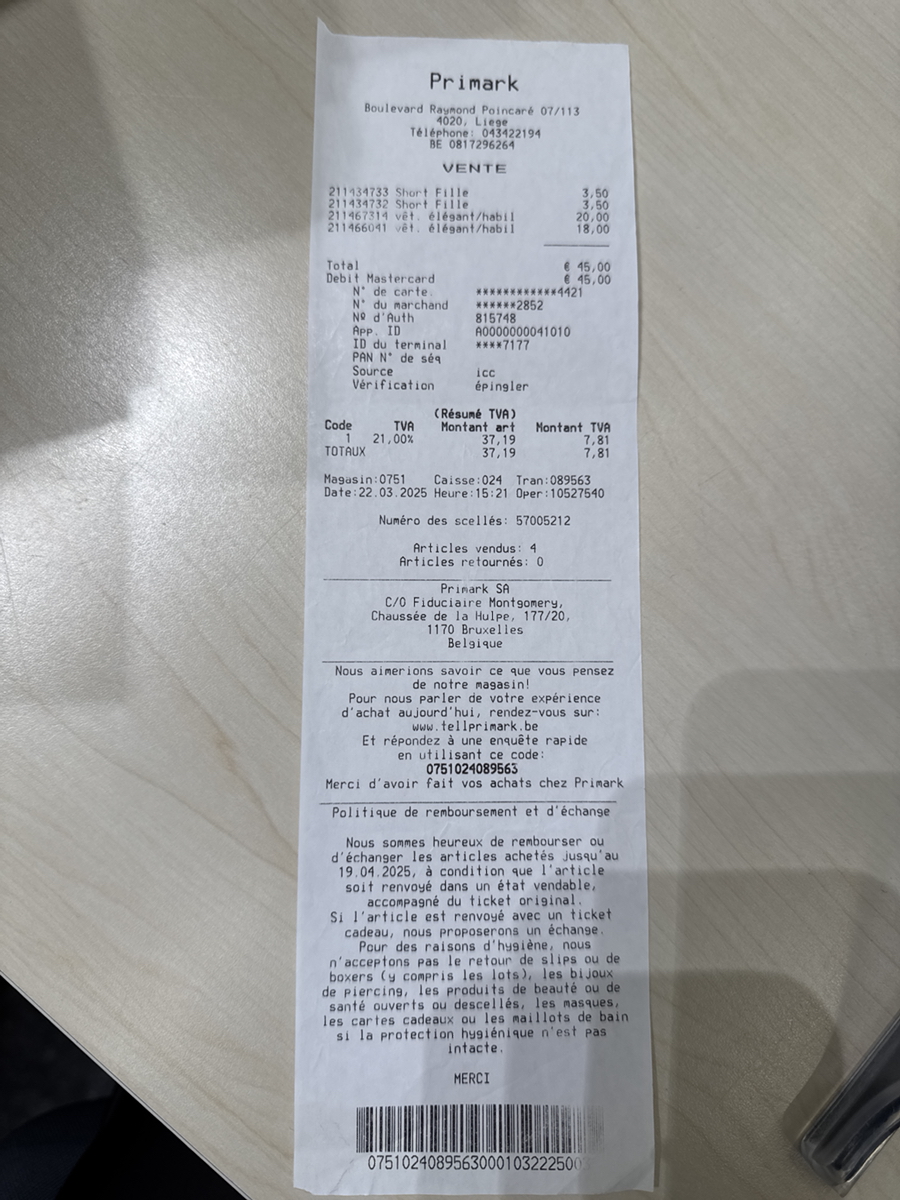 Primark
Boulevard Raymond Poincaré 07/113
4020, Liege
Téléphone: 043422194
BE 0817296264
VENTE
211434733 Short Fille 3,50
211434732 Short Fille 3,50
211467314 vêt. élégant/habil 20,00
211466041 vêt. élégant/habil 18,00
Total € 45,00
Debit Mastercard € 45,00
N° de carte. ************4421
N° du marchand ******2852
Nº d'Auth 815748
App. ID A0000000041010
ID du terminal ****7177
PAN N° de séq
Source icc
Vérification épingler
(Résumé TVA)
Code TVA Montant art Montant TVA
1 21,00% 37,19 7,81
TOTAUX 37,19 7,81
Magasin:0751 Caisse:024 Tran:089563
Date:22.03.2025 Heure:15:21 Oper:10527540
Numéro des scellés: 57005212
Articles vendus: 4
Articles retournés: 0
Primark SA
C/O Fiduciaire Montgomery,
Chaussée de la Hulpe, 177/20,
1170 Bruxelles
Belgique
Nous aimerions savoir ce que vous pensez
de notre magasin!
Pour nous parler de votre expérience
d'achat aujourd'hui, rendez-vous sur:
www.tellprimark.be
Et répondez à une enquête rapide
en utilisant ce code:
0751024089563
Merci d'avoir fait vos achats chez Primark
Politique de remboursement et d'échange
Nous sommes heureux de rembourser ou
d'échanger les articles achetés jusqu'au
19.04.2025, à condition que l'article
soit renvoyé dans un état vendable,
accompagné du ticket original.
Si l'article est renvoyé avec un ticket
cadeau, nous proposerons un échange.
Pour des raisons d'hygiène, nous
n'acceptons pas le retour de slips ou de
boxers (y compris les lots), les bijoux
de piercing, les produits de beauté ou de
santé ouverts ou descellés, les masques,
les cartes cadeaux ou les maillots de bain
si la protection hygiénique n'est pas
intacte.
MERCI